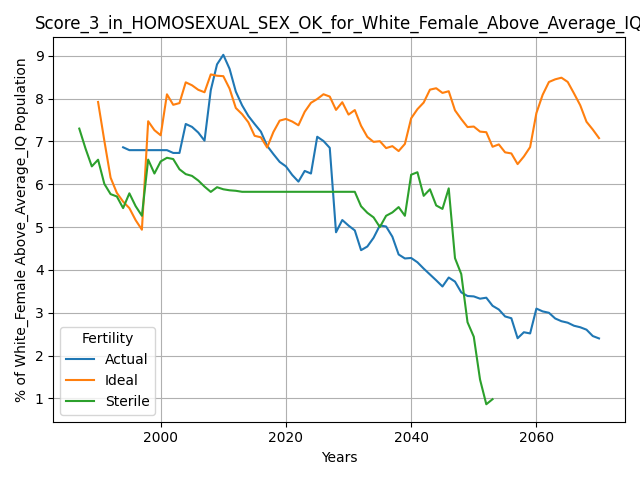 Score_3_in_HOMOSEXUAL_SEX_OK_for_White_Female_Above_Average_IQ
% of White_Female Above_Average_IQ Population
9
8
7
6
5
4
3
2
1
Fertility
Actual
Ideal
Sterile
2000 2020 2040 2060
Years